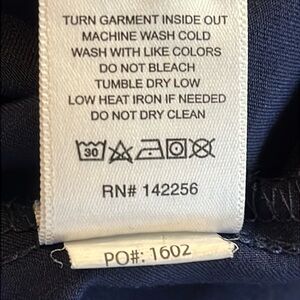 TURN GARMENT INSIDE OUT
MACHINE WASH COLD
WASH WITH LIKE COLORS
DO NOT BLEACH
TUMBLE DRY LOW
LOW HEAT IRON IF NEEDED
DO NOT DRY CLEAN
30
RN# 142256
PO#: 1602